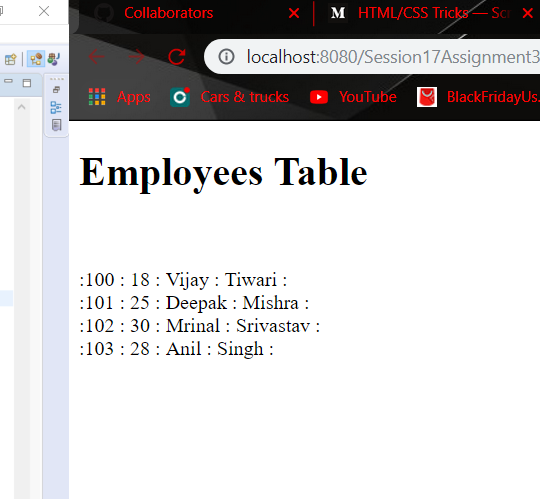 Collaborators
M HTML/CSS Tricks — Sc
localhost:8080/Session17Assignment3
Apps Cars & trucks YouTube BlackFridayUs.
Employees Table
:100 : 18 : Vijay : Tiwari :
:101 : 25 : Deepak : Mishra :
:102 : 30 : Mrinal : Srivastav :
:103 : 28 : Anil : Singh :